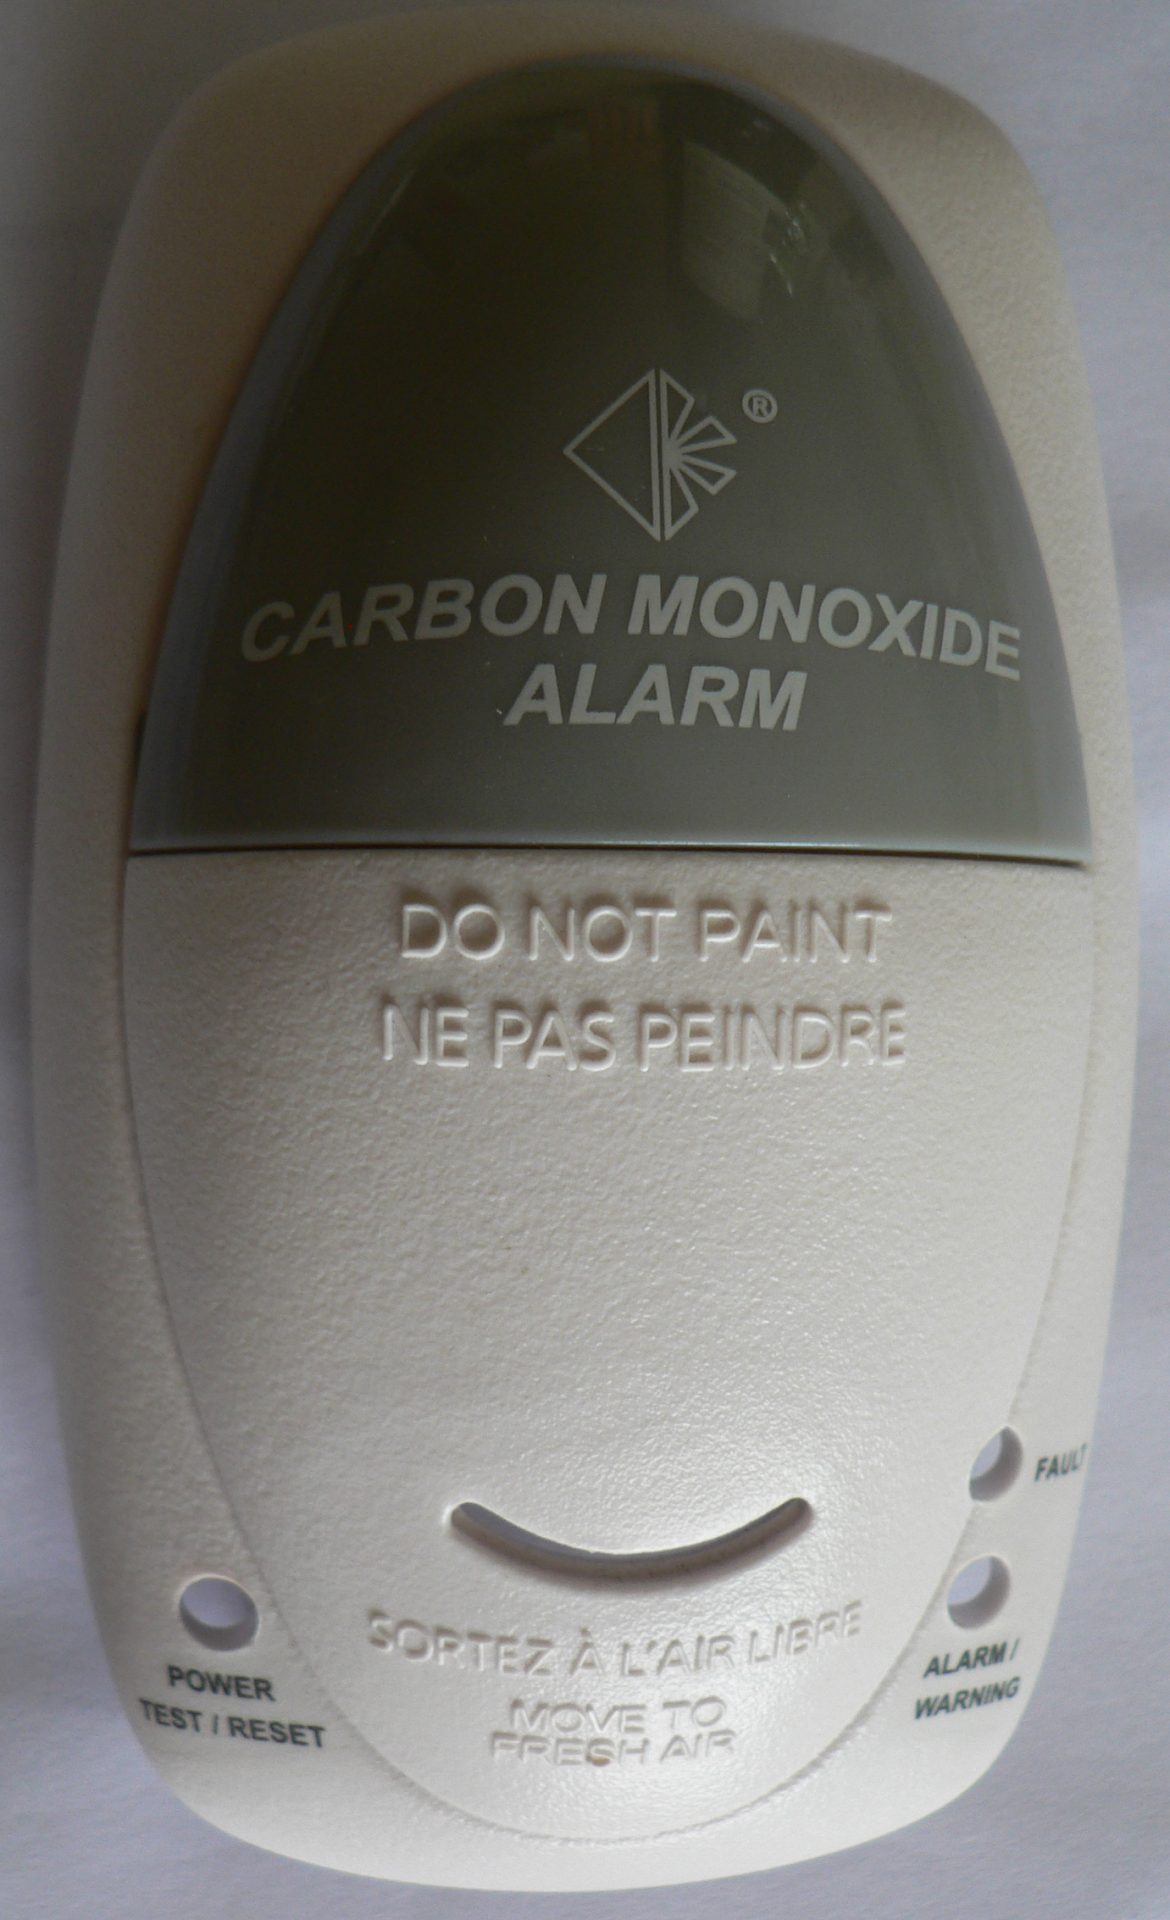 ®
CARBON MONOXIDE
ALARM
DO NOT PAINT
NE PAS PEINDRE
FAULT
SORTEZ À L'AIR LIBRE
MOVE TO
FRESH AIR
POWER
TEST / RESET
ALARM /
WARNING